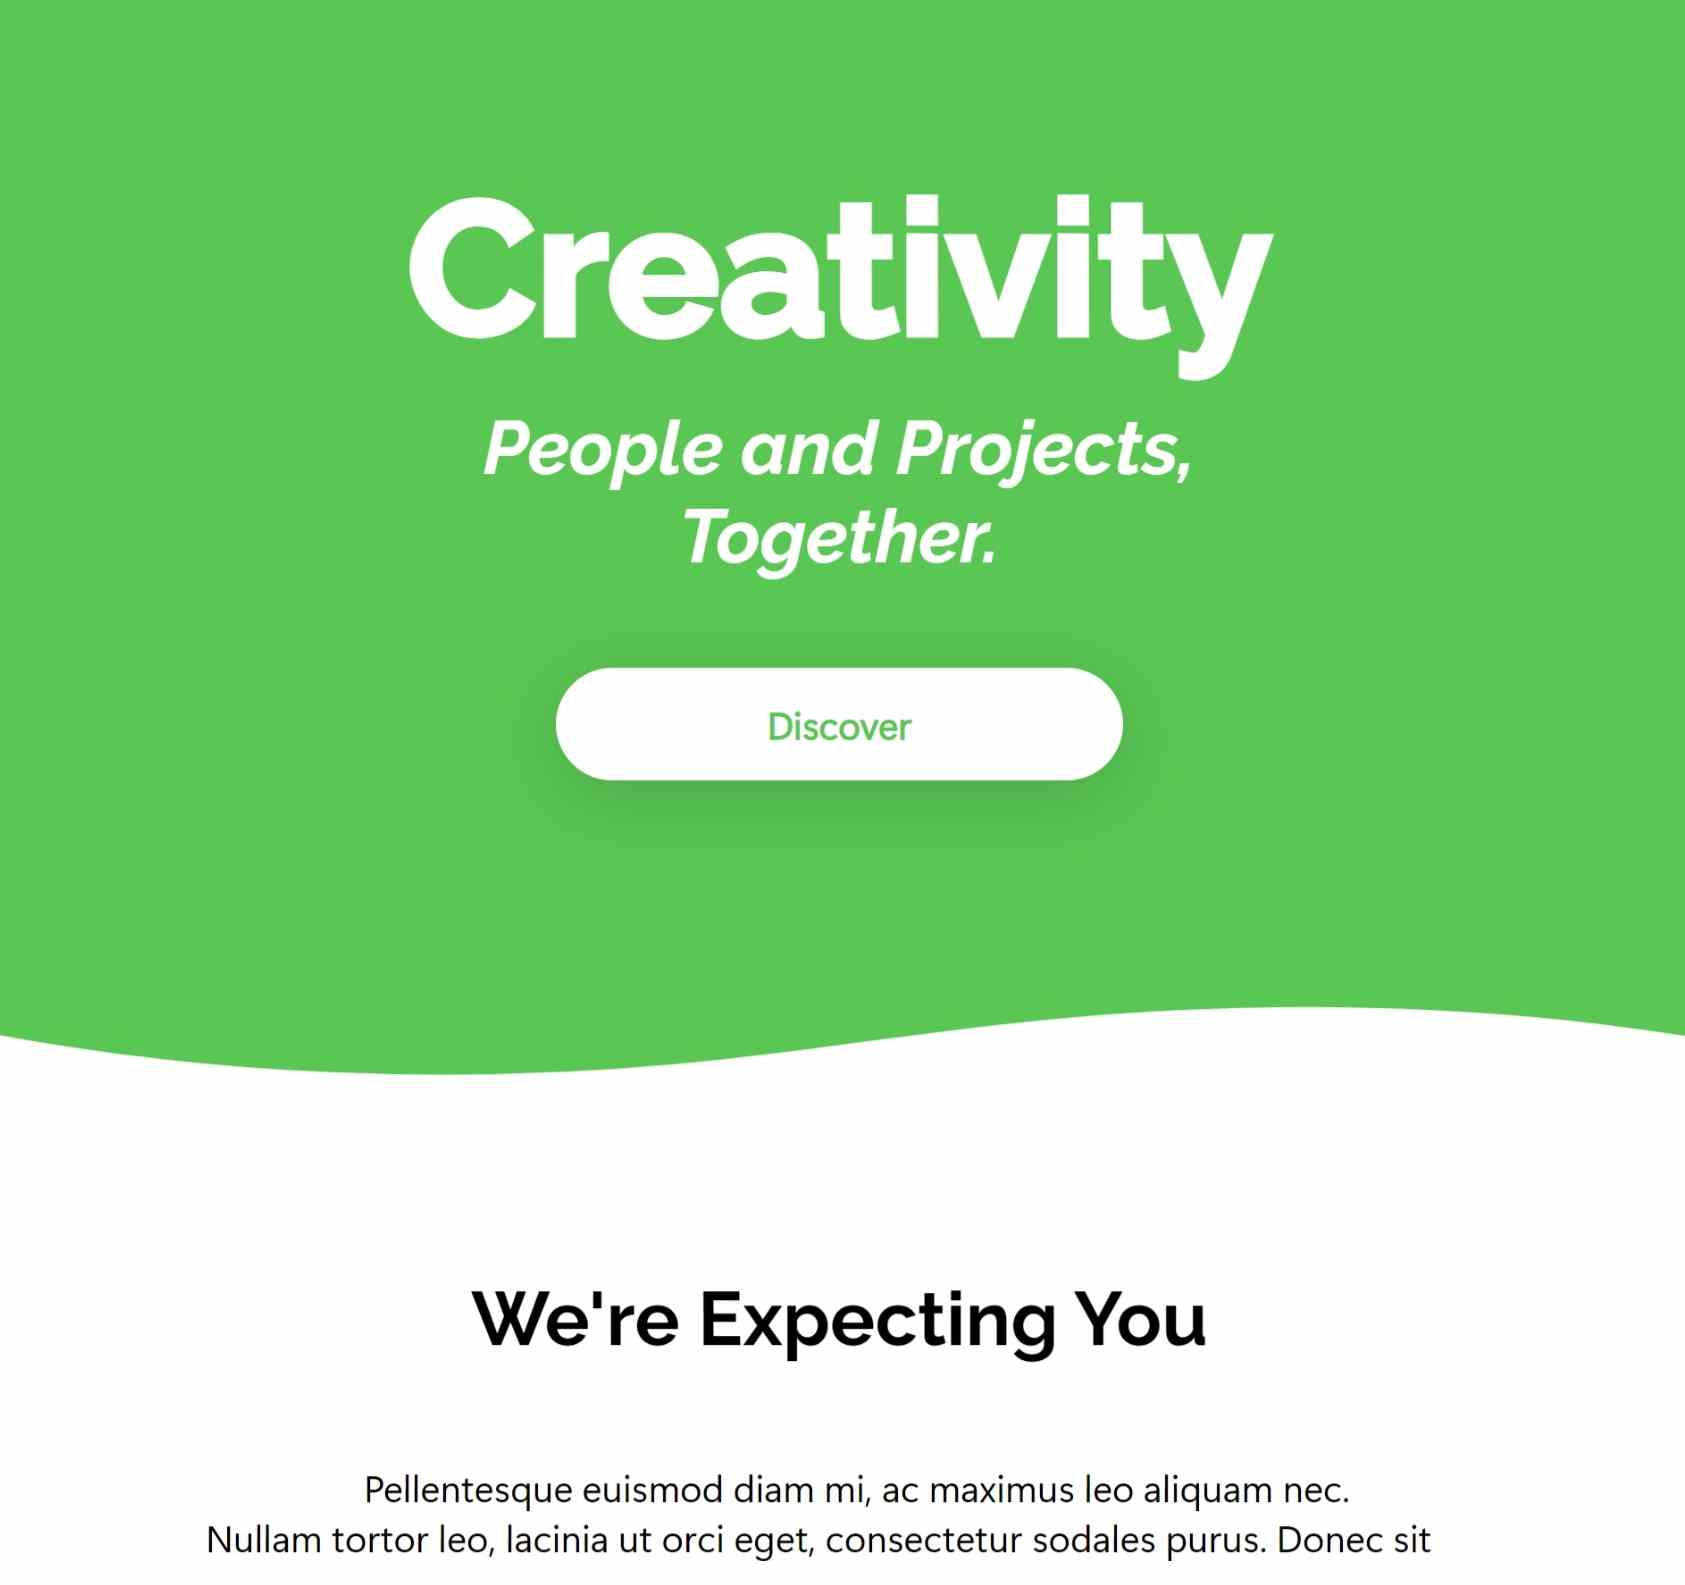 Creativity
People and Projects,
Together.
Discover
We're Expecting You
Pellentesque euismod diam mi, ac maximus leo aliquam nec.
Nullam tortor leo, lacinia ut orci eget, consectetur sodales purus. Donec sit